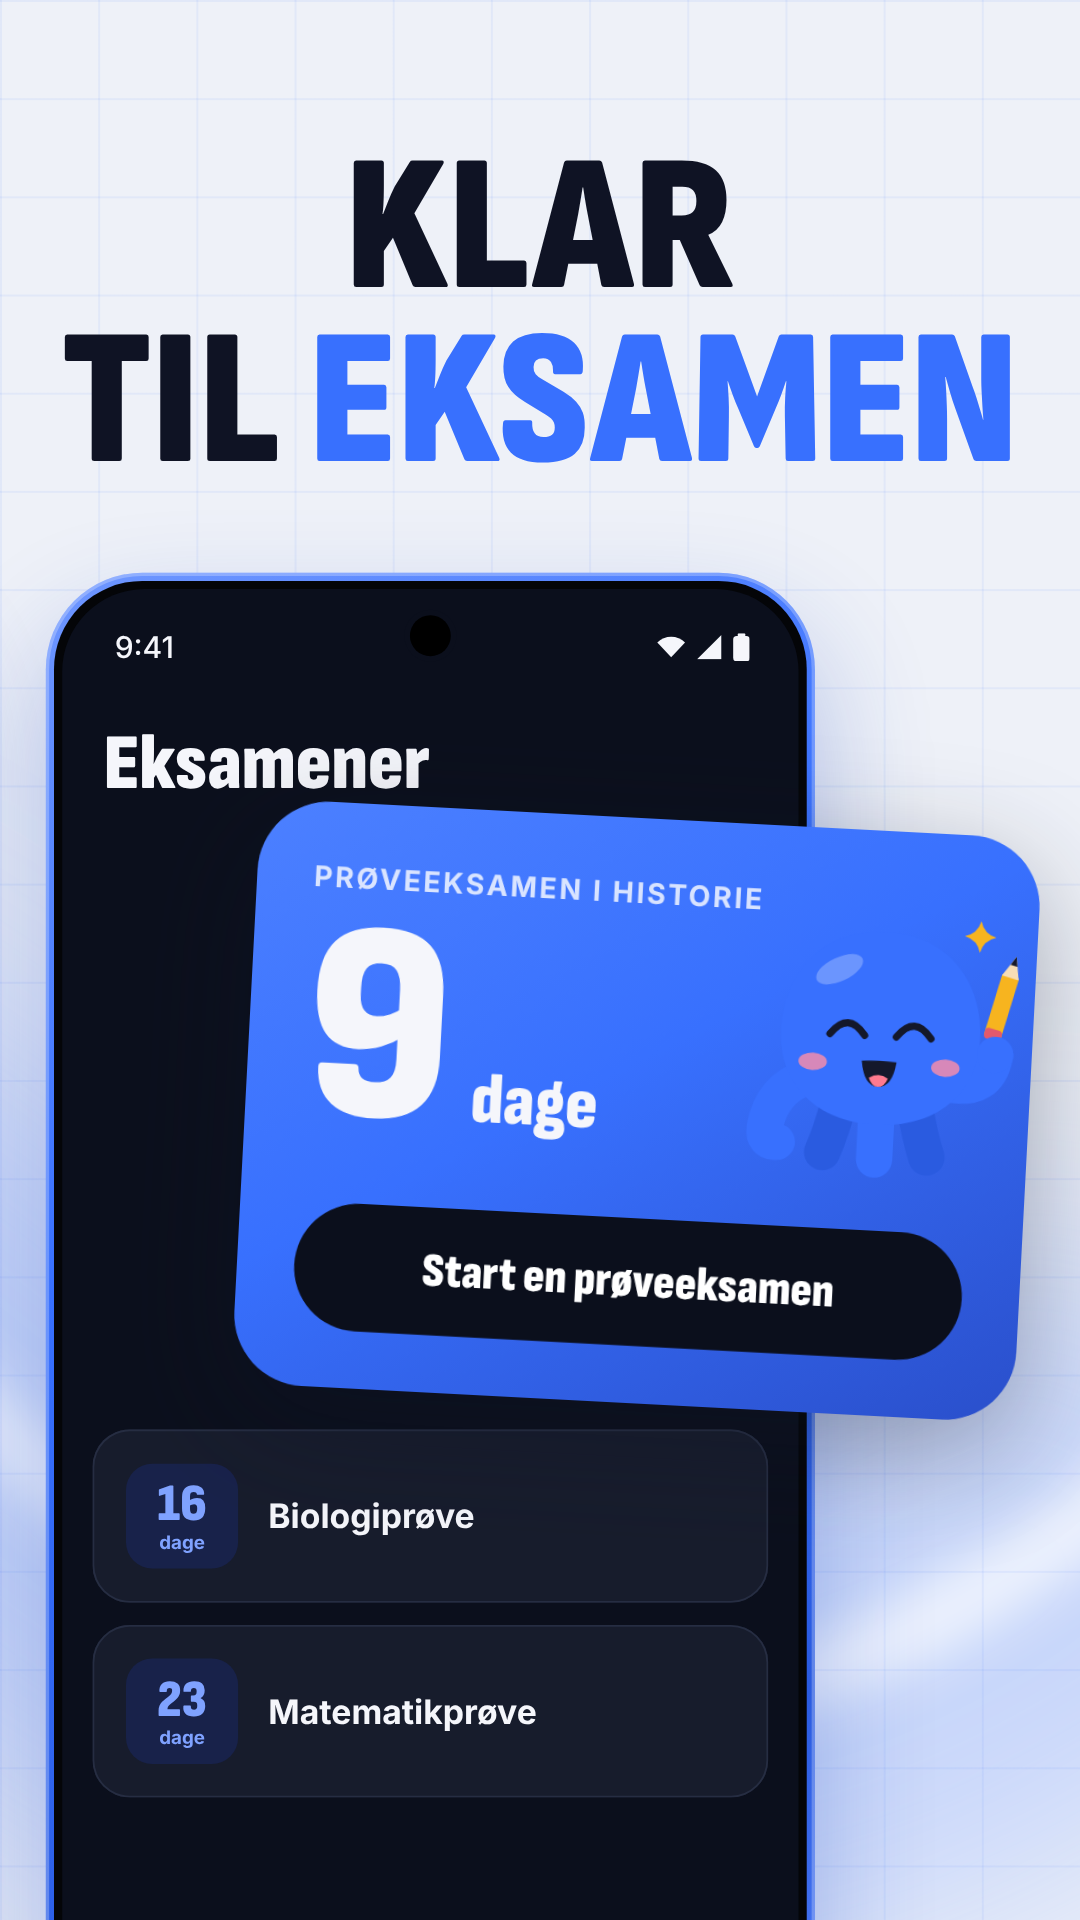 KLAR
TIL EKSAMEN
9:41
Eksamener
PRØVEEKSAMEN I HISTORIE
9 dage
Start en prøveeksamen
16
dage
Biologiprøve
23
dage
Matematikprøve